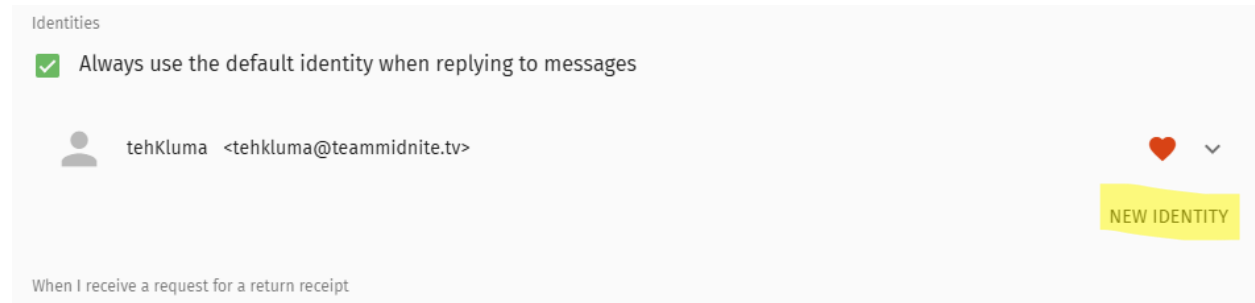 Identities
Always use the default identity when replying to messages
tehKluma <tehkluma@teammidnite.tv>
NEW IDENTITY
When I receive a request for a return receipt